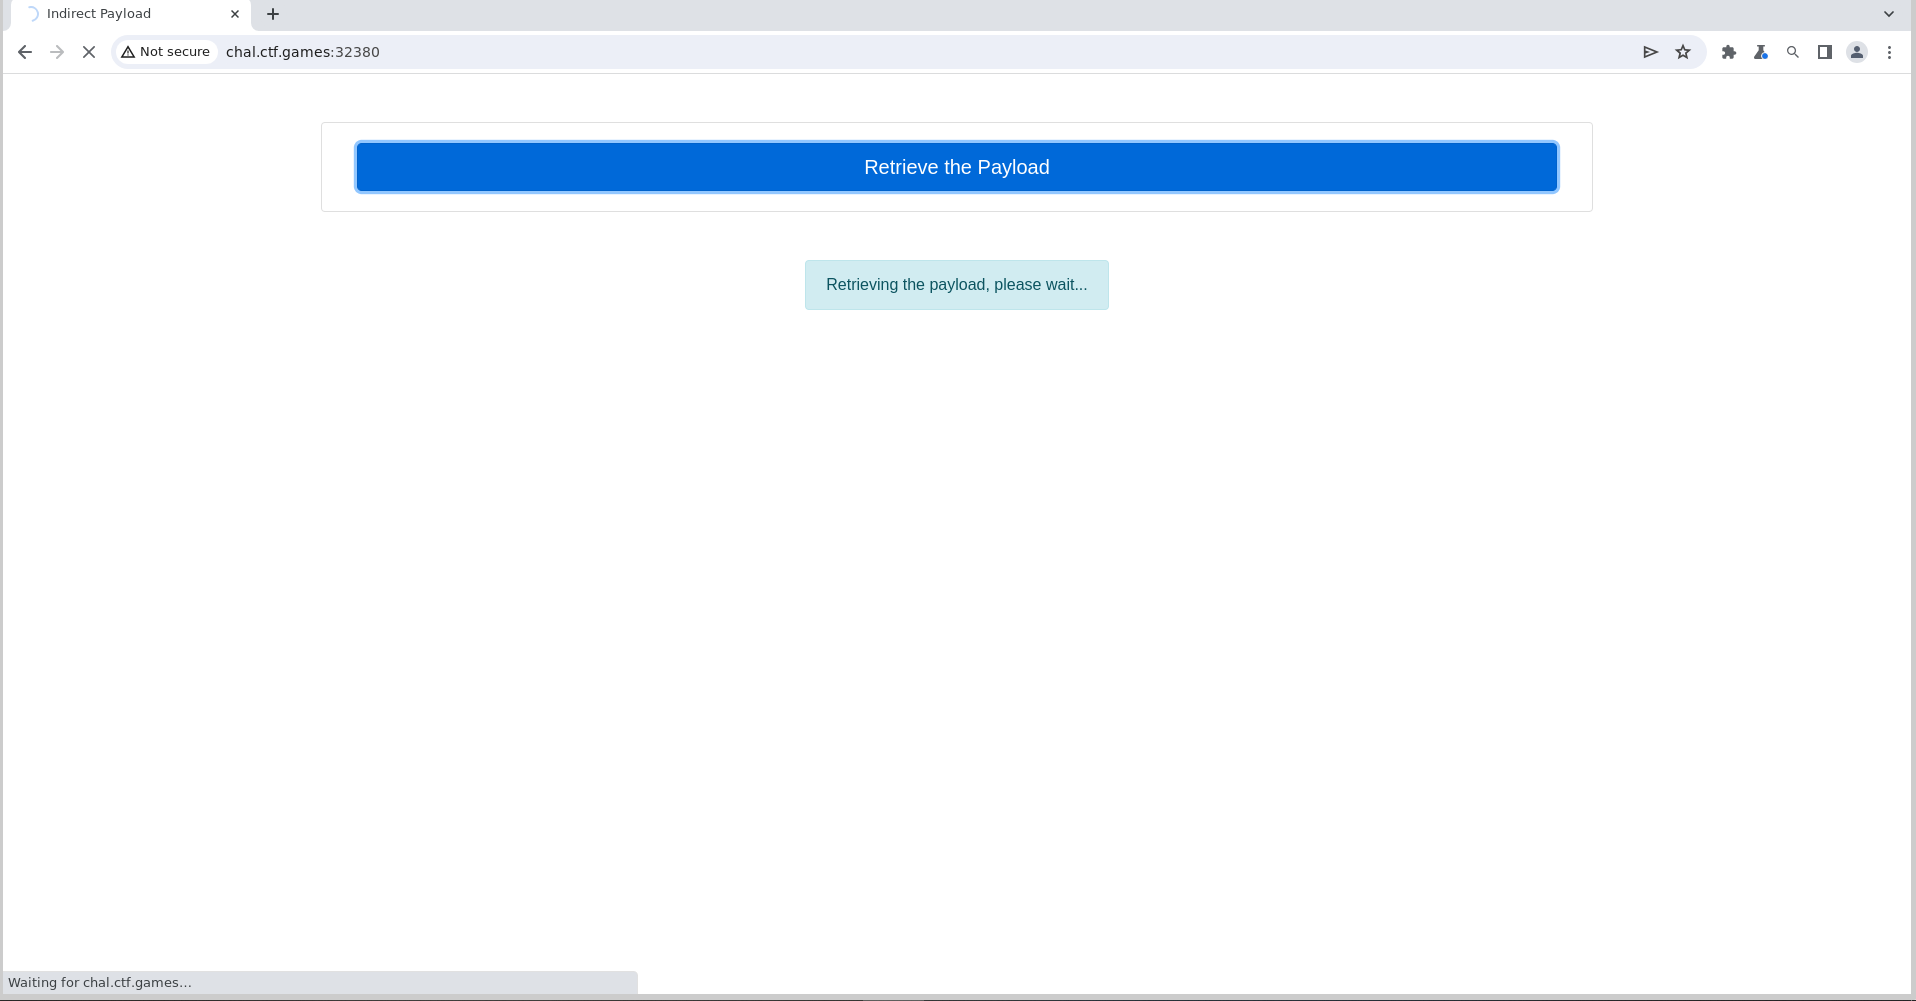 Indirect Payload
Not secure
chal.ctf.games:32380
Retrieve the Payload
Retrieving the payload, please wait...
Waiting for chal.ctf.games...